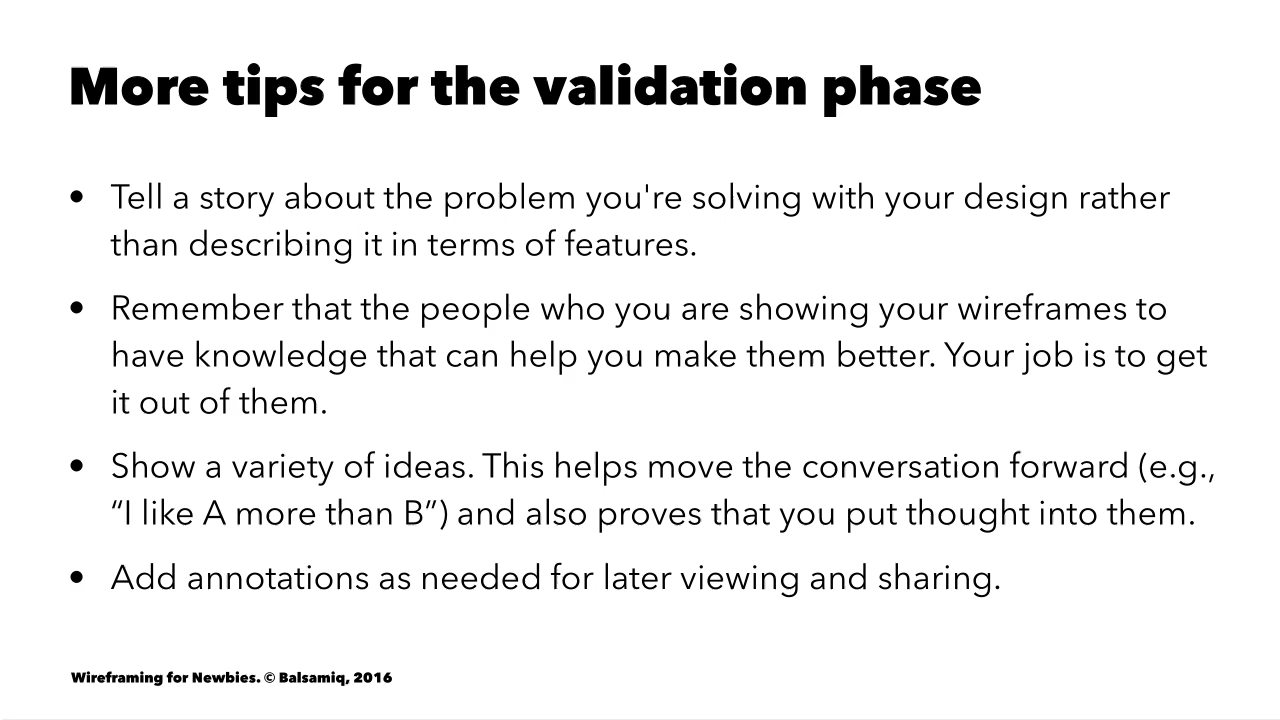 More tips for the validation phase
• Tell a story about the problem you're solving with your design rather
than describing it in terms of features.
• Remember that the people who you are showing your wireframes to
have knowledge that can help you make them better. Your job is to get
it out of them.
• Show a variety of ideas. This helps move the conversation forward (e.g.,
“I like A more than B”) and also proves that you put thought into them.
• Add annotations as needed for later viewing and sharing.
Wireframing for Newbies. © Balsamiq, 2016